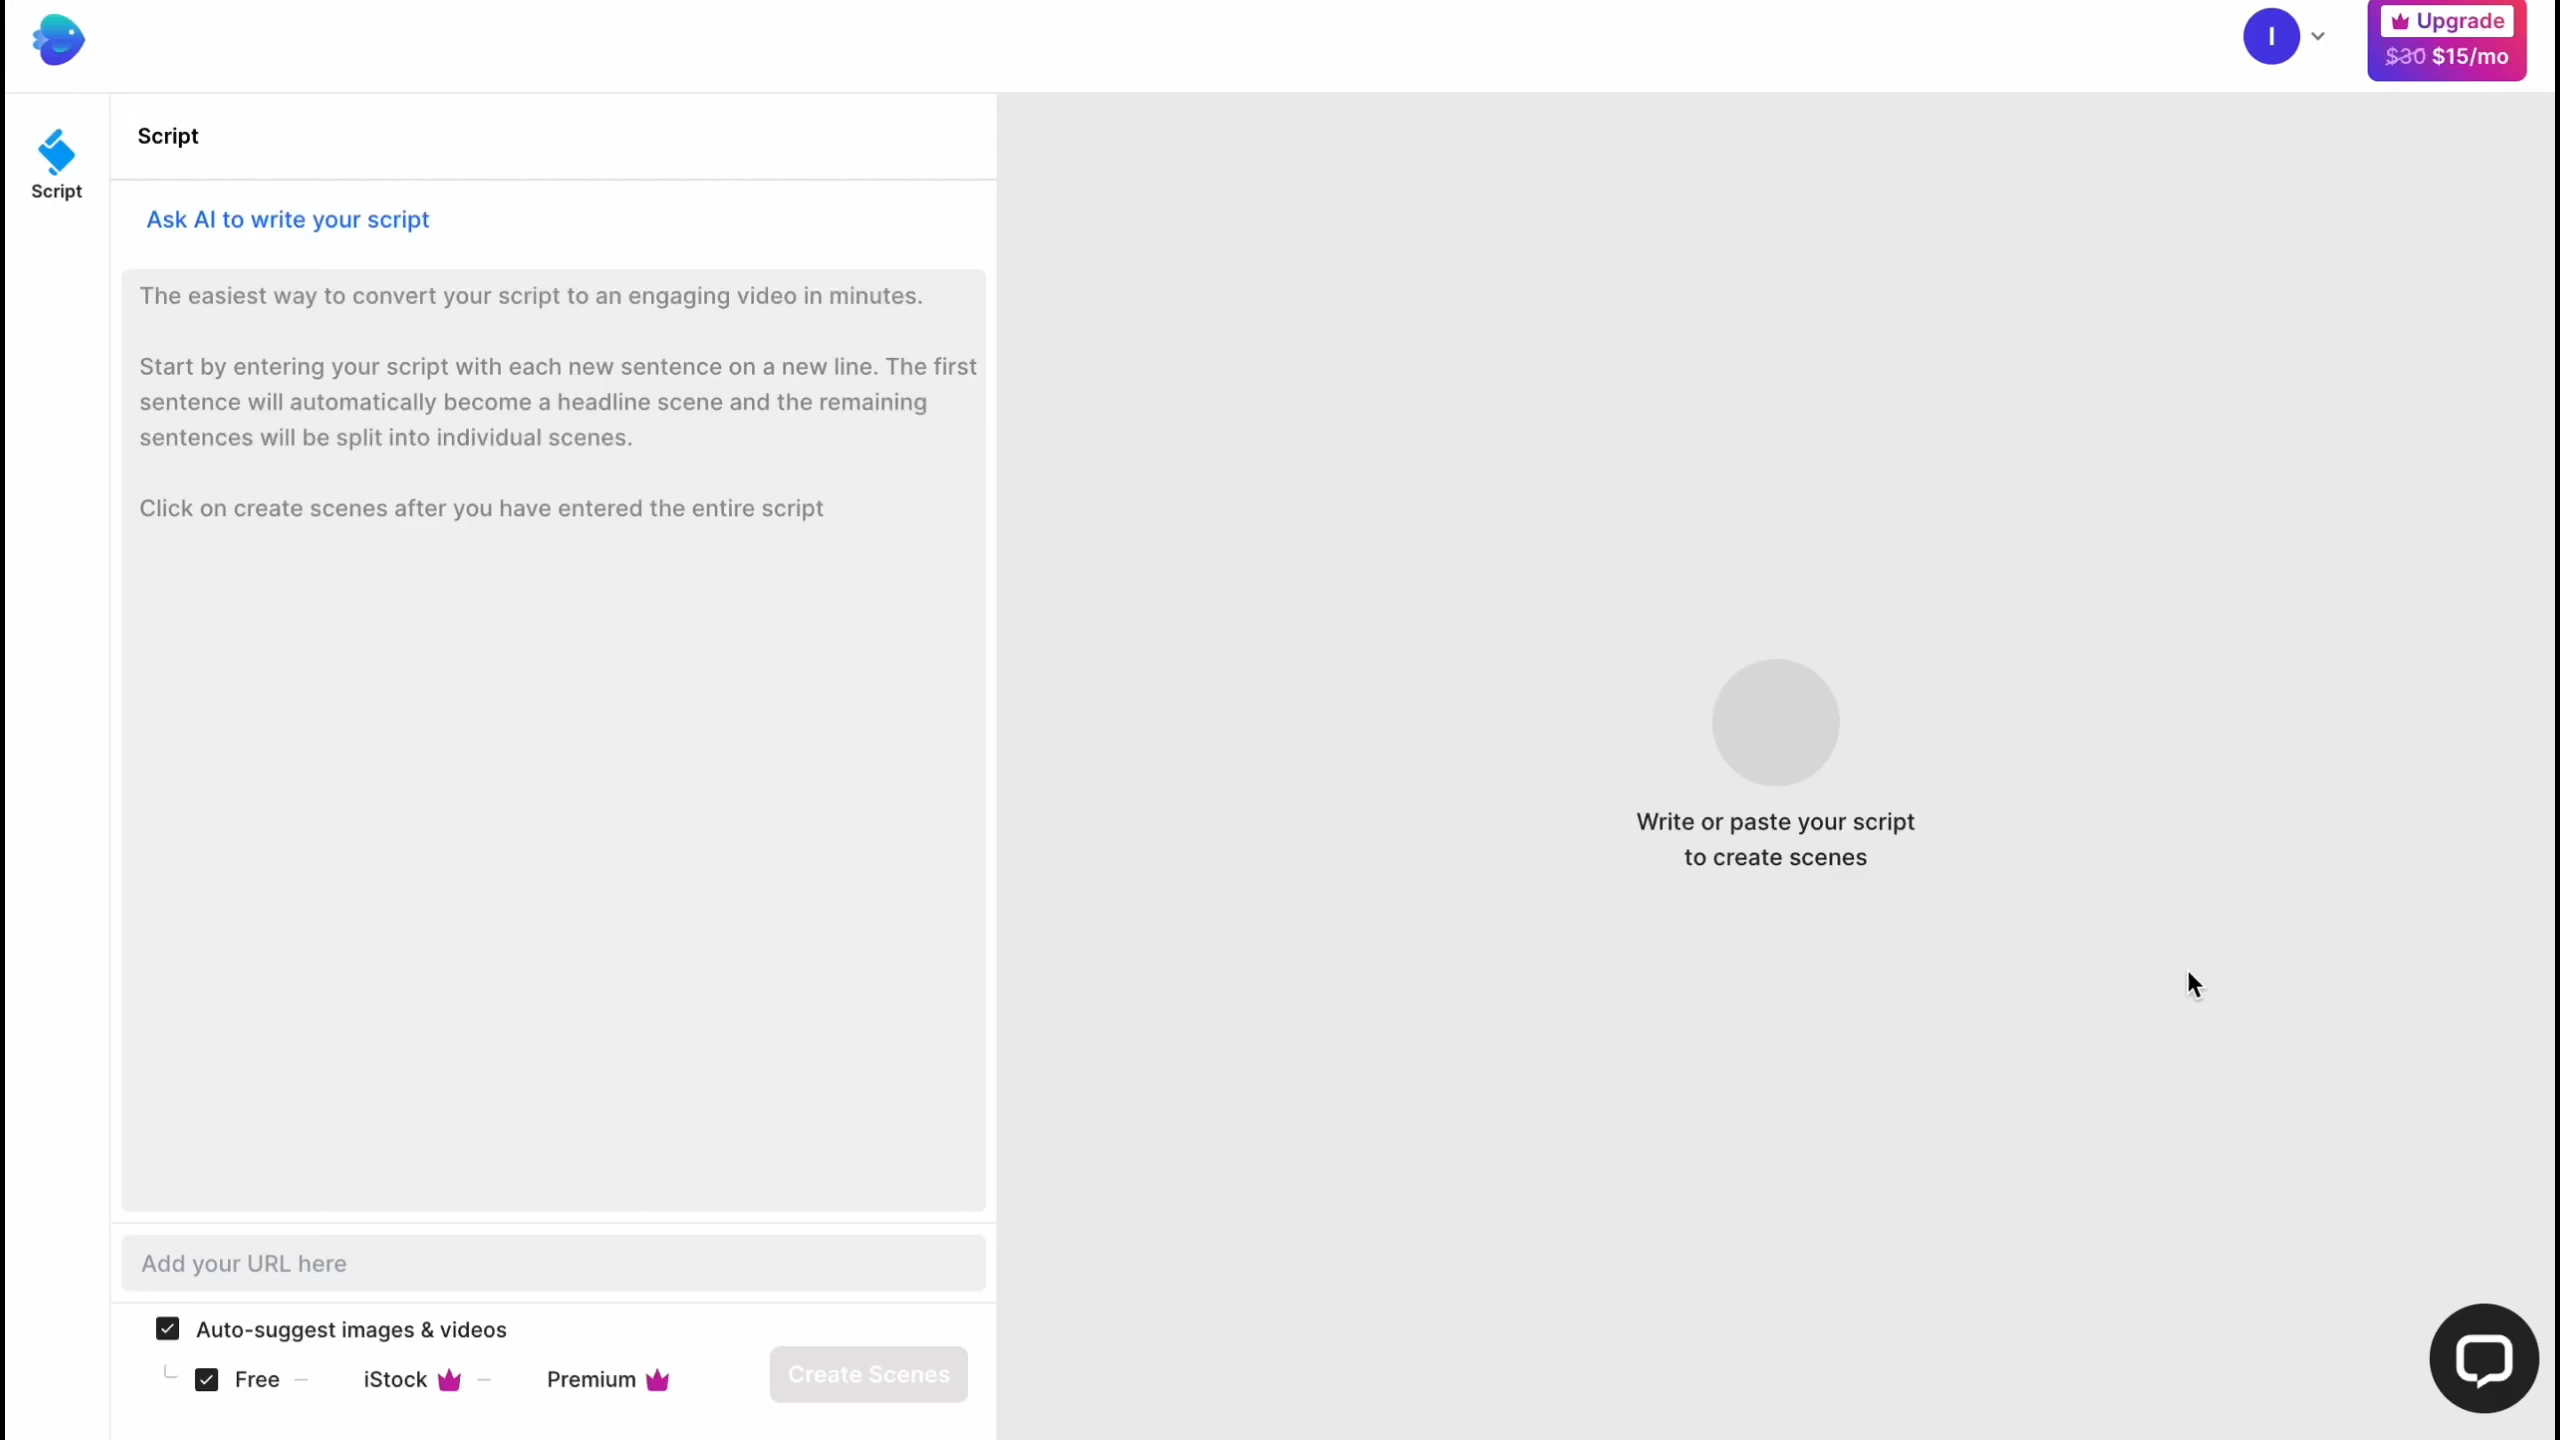 I
Upgrade
$30 $15/mo
Script
Script
Ask AI to write your script
The easiest way to convert your script to an engaging video in minutes.
Start by entering your script with each new sentence on a new line. The first
sentence will automatically become a headline scene and the remaining
sentences will be split into individual scenes.
Click on create scenes after you have entered the entire script
Write or paste your script
to create scenes
Add your URL here
Auto-suggest images & videos
Free
iStock
Premium
Create Scenes